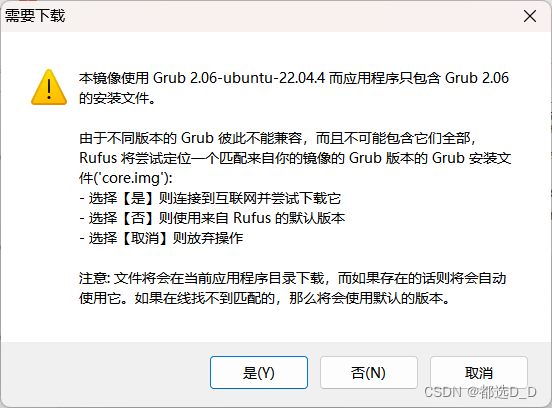 需要下载
本镜像使用 Grub 2.06-ubuntu-22.04.4 而应用程序只包含 Grub 2.06
的安装文件。
由于不同版本的 Grub 彼此不能兼容，而且不可能包含它们全部，
Rufus 将尝试定位一个匹配来自你的镜像的 Grub 版本的 Grub 安装文
件('core.img'):
- 选择【是】则连接到互联网并尝试下载它
- 选择【否】则使用来自 Rufus 的默认版本
- 选择【取消】则放弃操作
注意: 文件将会在当前应用程序目录下载，而如果存在的话则将会自动
使用它。如果在线找不到匹配的，那么将会使用默认的版本。
是(Y) 否(N) 取消
CSDN @都选D_D